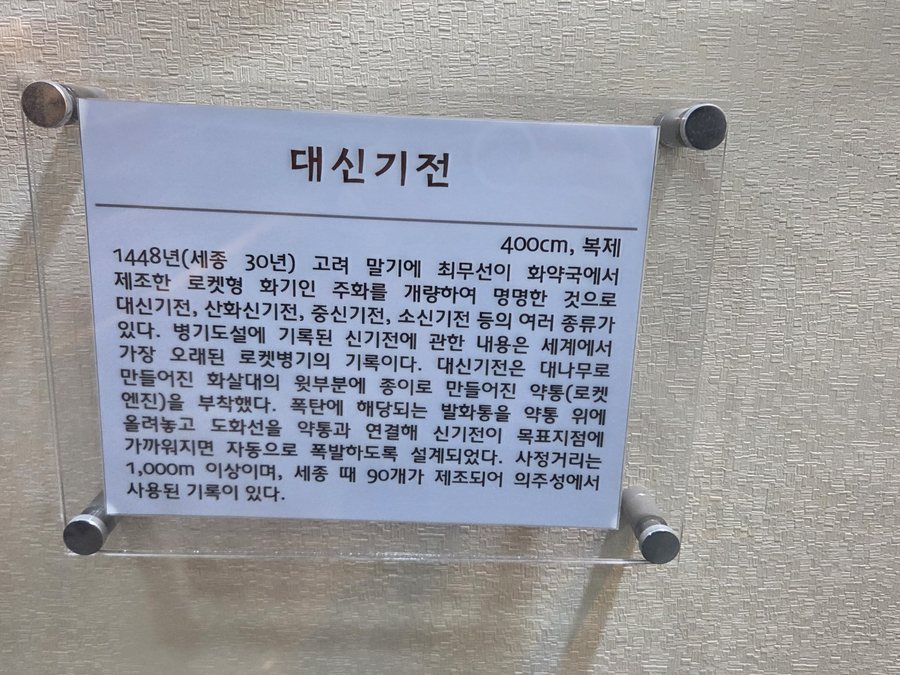 대신기전
400cm, 복제
1448년(세종 30년) 고려 말기에 최무선이 화약국에서
제조한 로켓형 화기인 주화를 개량하여 명명한 것으로
대신기전, 산화신기전, 중신기전, 소신기전 등의 여러 종류가
있다. 병기도설에 기록된 신기전에 관한 내용은 세계에서
가장 오래된 로켓병기의 기록이다. 대신기전은 대나무로
만들어진 화살대의 윗부분에 종이로 만들어진 약통(로켓
엔진)을 부착했다. 폭탄에 해당되는 발화통을 약통 위에
올려놓고 도화선을 약통과 연결해 신기전이 목표지점에
가까워지면 자동으로 폭발하도록 설계되었다. 사정거리는
1,000m 이상이며, 세종 때 90개가 제조되어 의주성에서
사용된 기록이 있다.